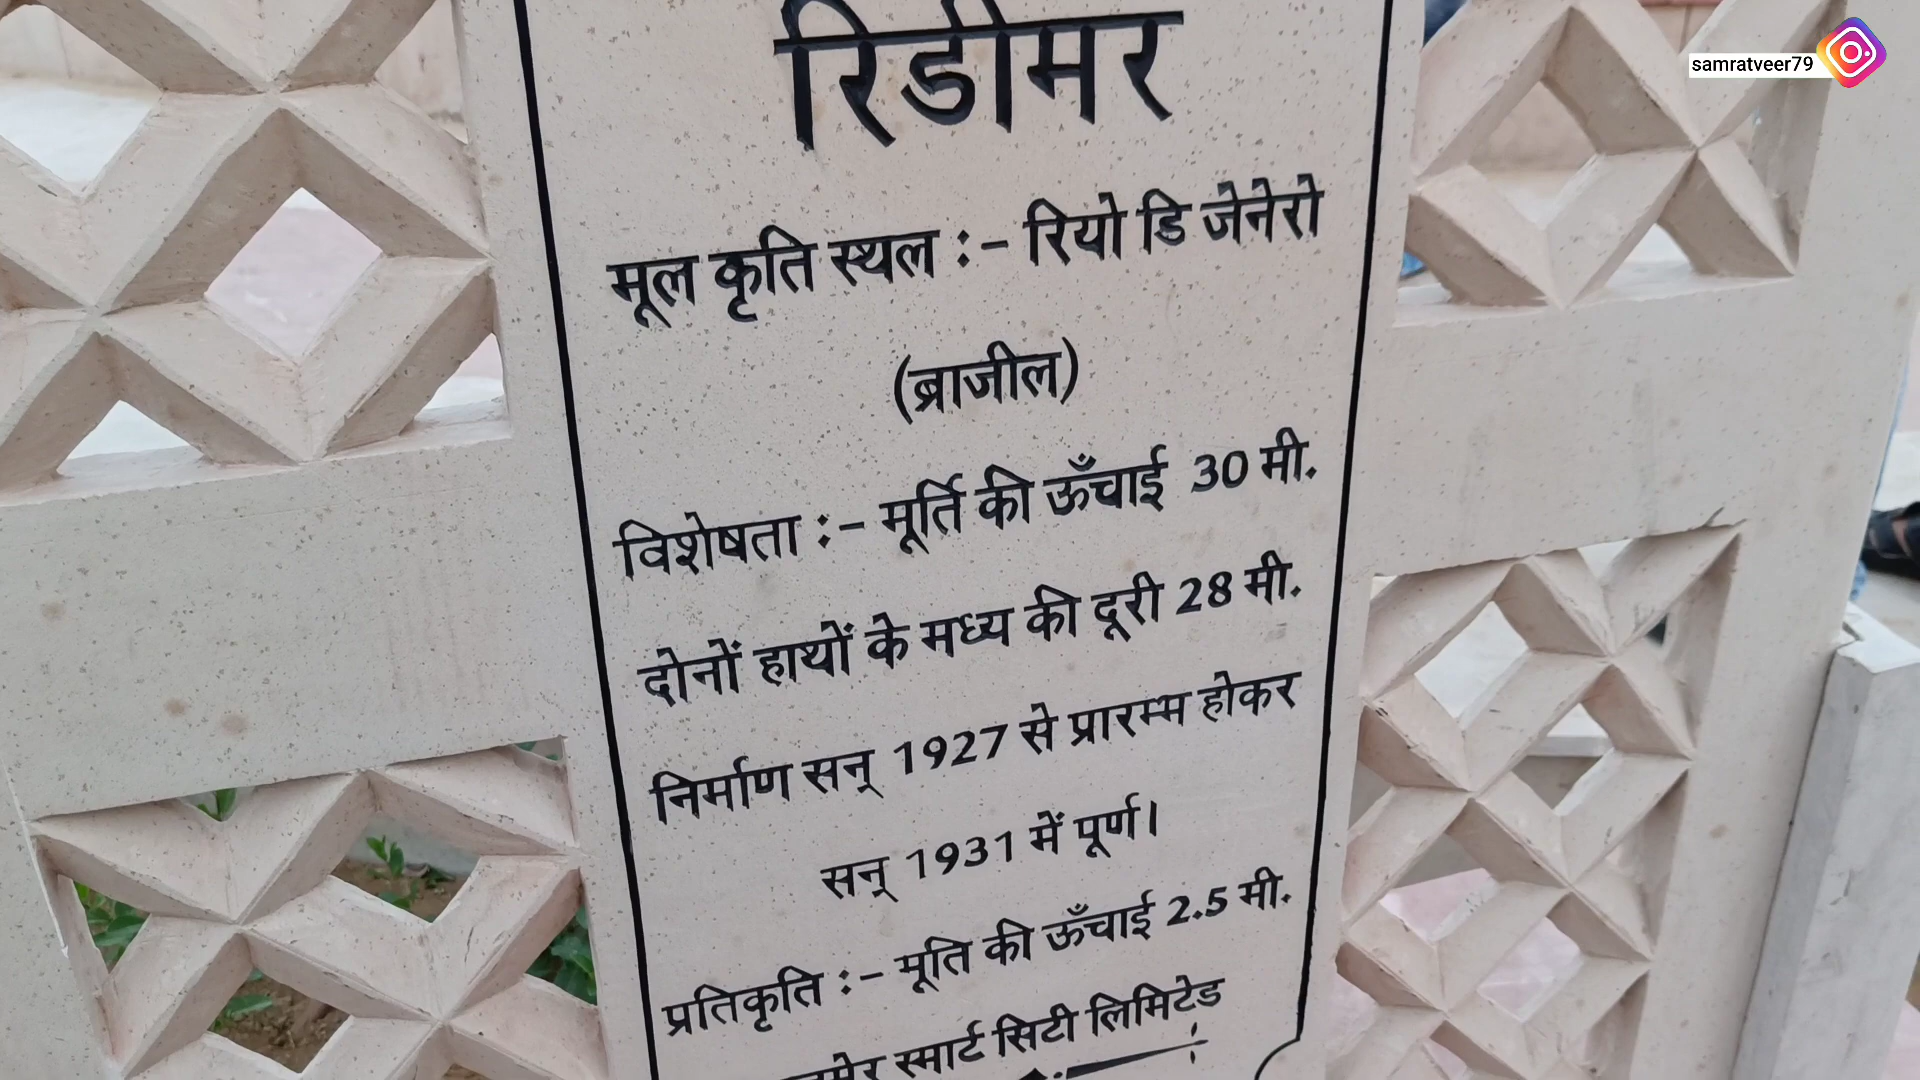 रिडीमर
samratveer79
मूल कृति स्थल :- रियो डि जेनेरो
(ब्राजील)
विशेषता :- मूर्ति की ऊँचाई 30 मी.
दोनों हाथों के मध्य की दूरी 28 मी.
निर्माण सन् 1927 से प्रारम्भ होकर
सन् 1931 में पूर्ण।
प्रतिकृति :- मूति की ऊँचाई 2.5 मी.
स्मार्ट सिटी लिमिटेड